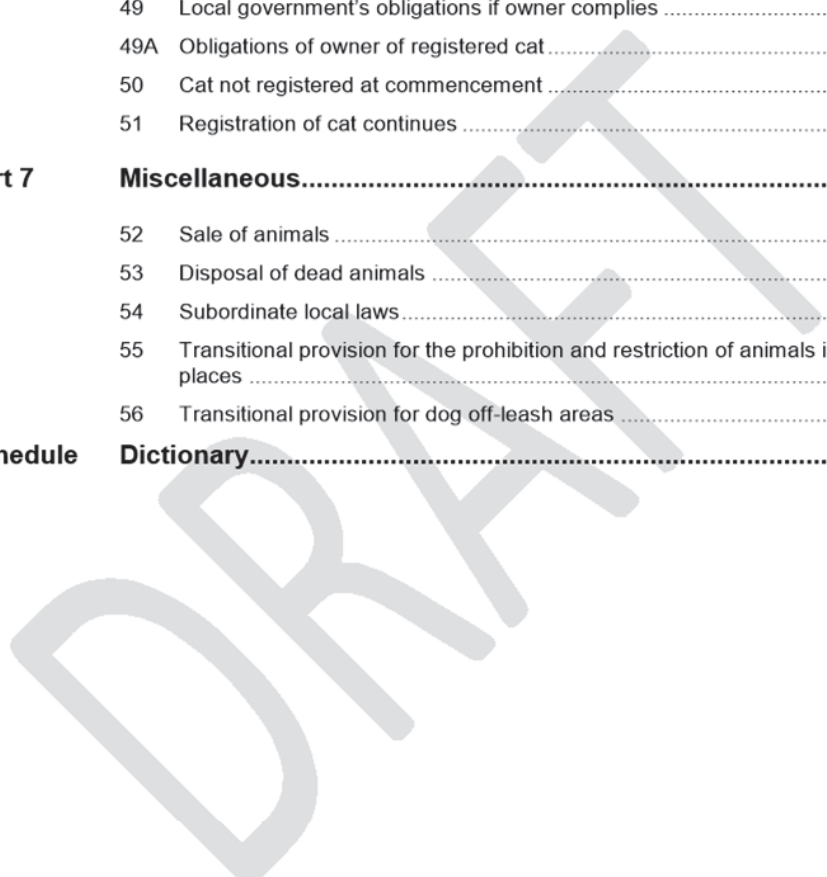 49 Local government's obligations if owner complies ..........................
49A Obligations of owner of registered cat ..........................................
50 Cat not registered at commencement ..........................................
51 Registration of cat continues .......................................................
rt 7 Miscellaneous......................................................................
52 Sale of animals ...........................................................................
53 Disposal of dead animals ............................................................
54 Subordinate local laws.................................................................
55 Transitional provision for the prohibition and restriction of animals i
places .........................................................................................
56 Transitional provision for dog off-leash areas ...............................
hedule Dictionary.............................................................................
DRAFT